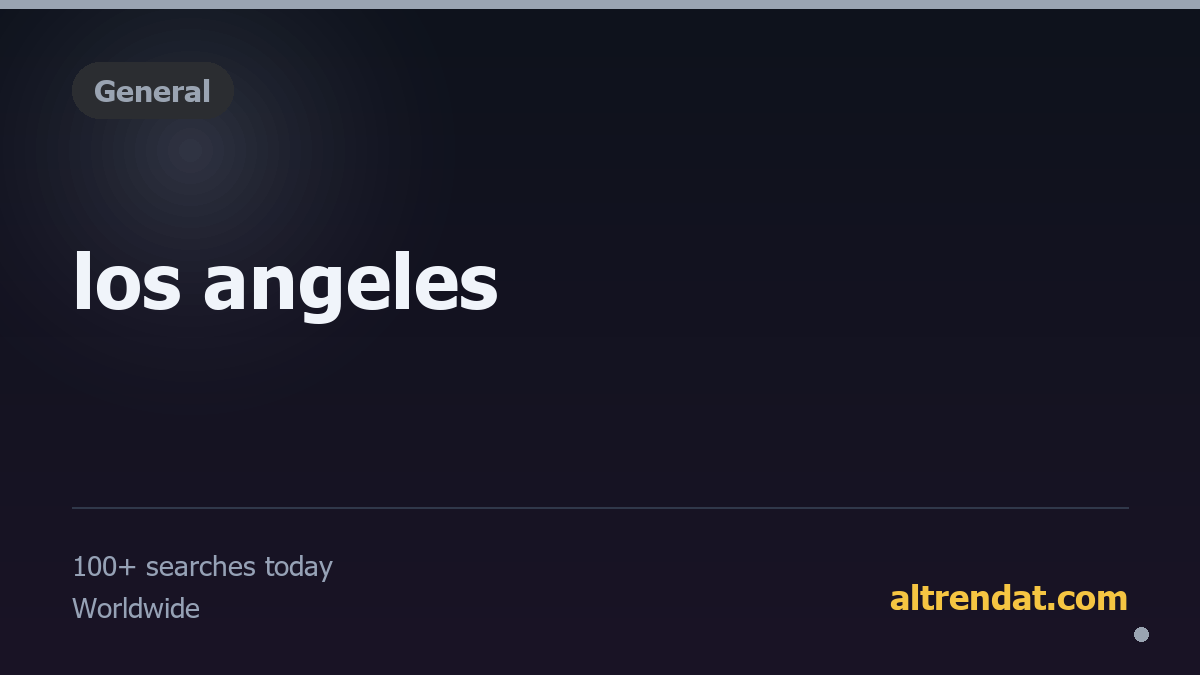 General
los angeles
100+ searches today
Worldwide
altrendat.com